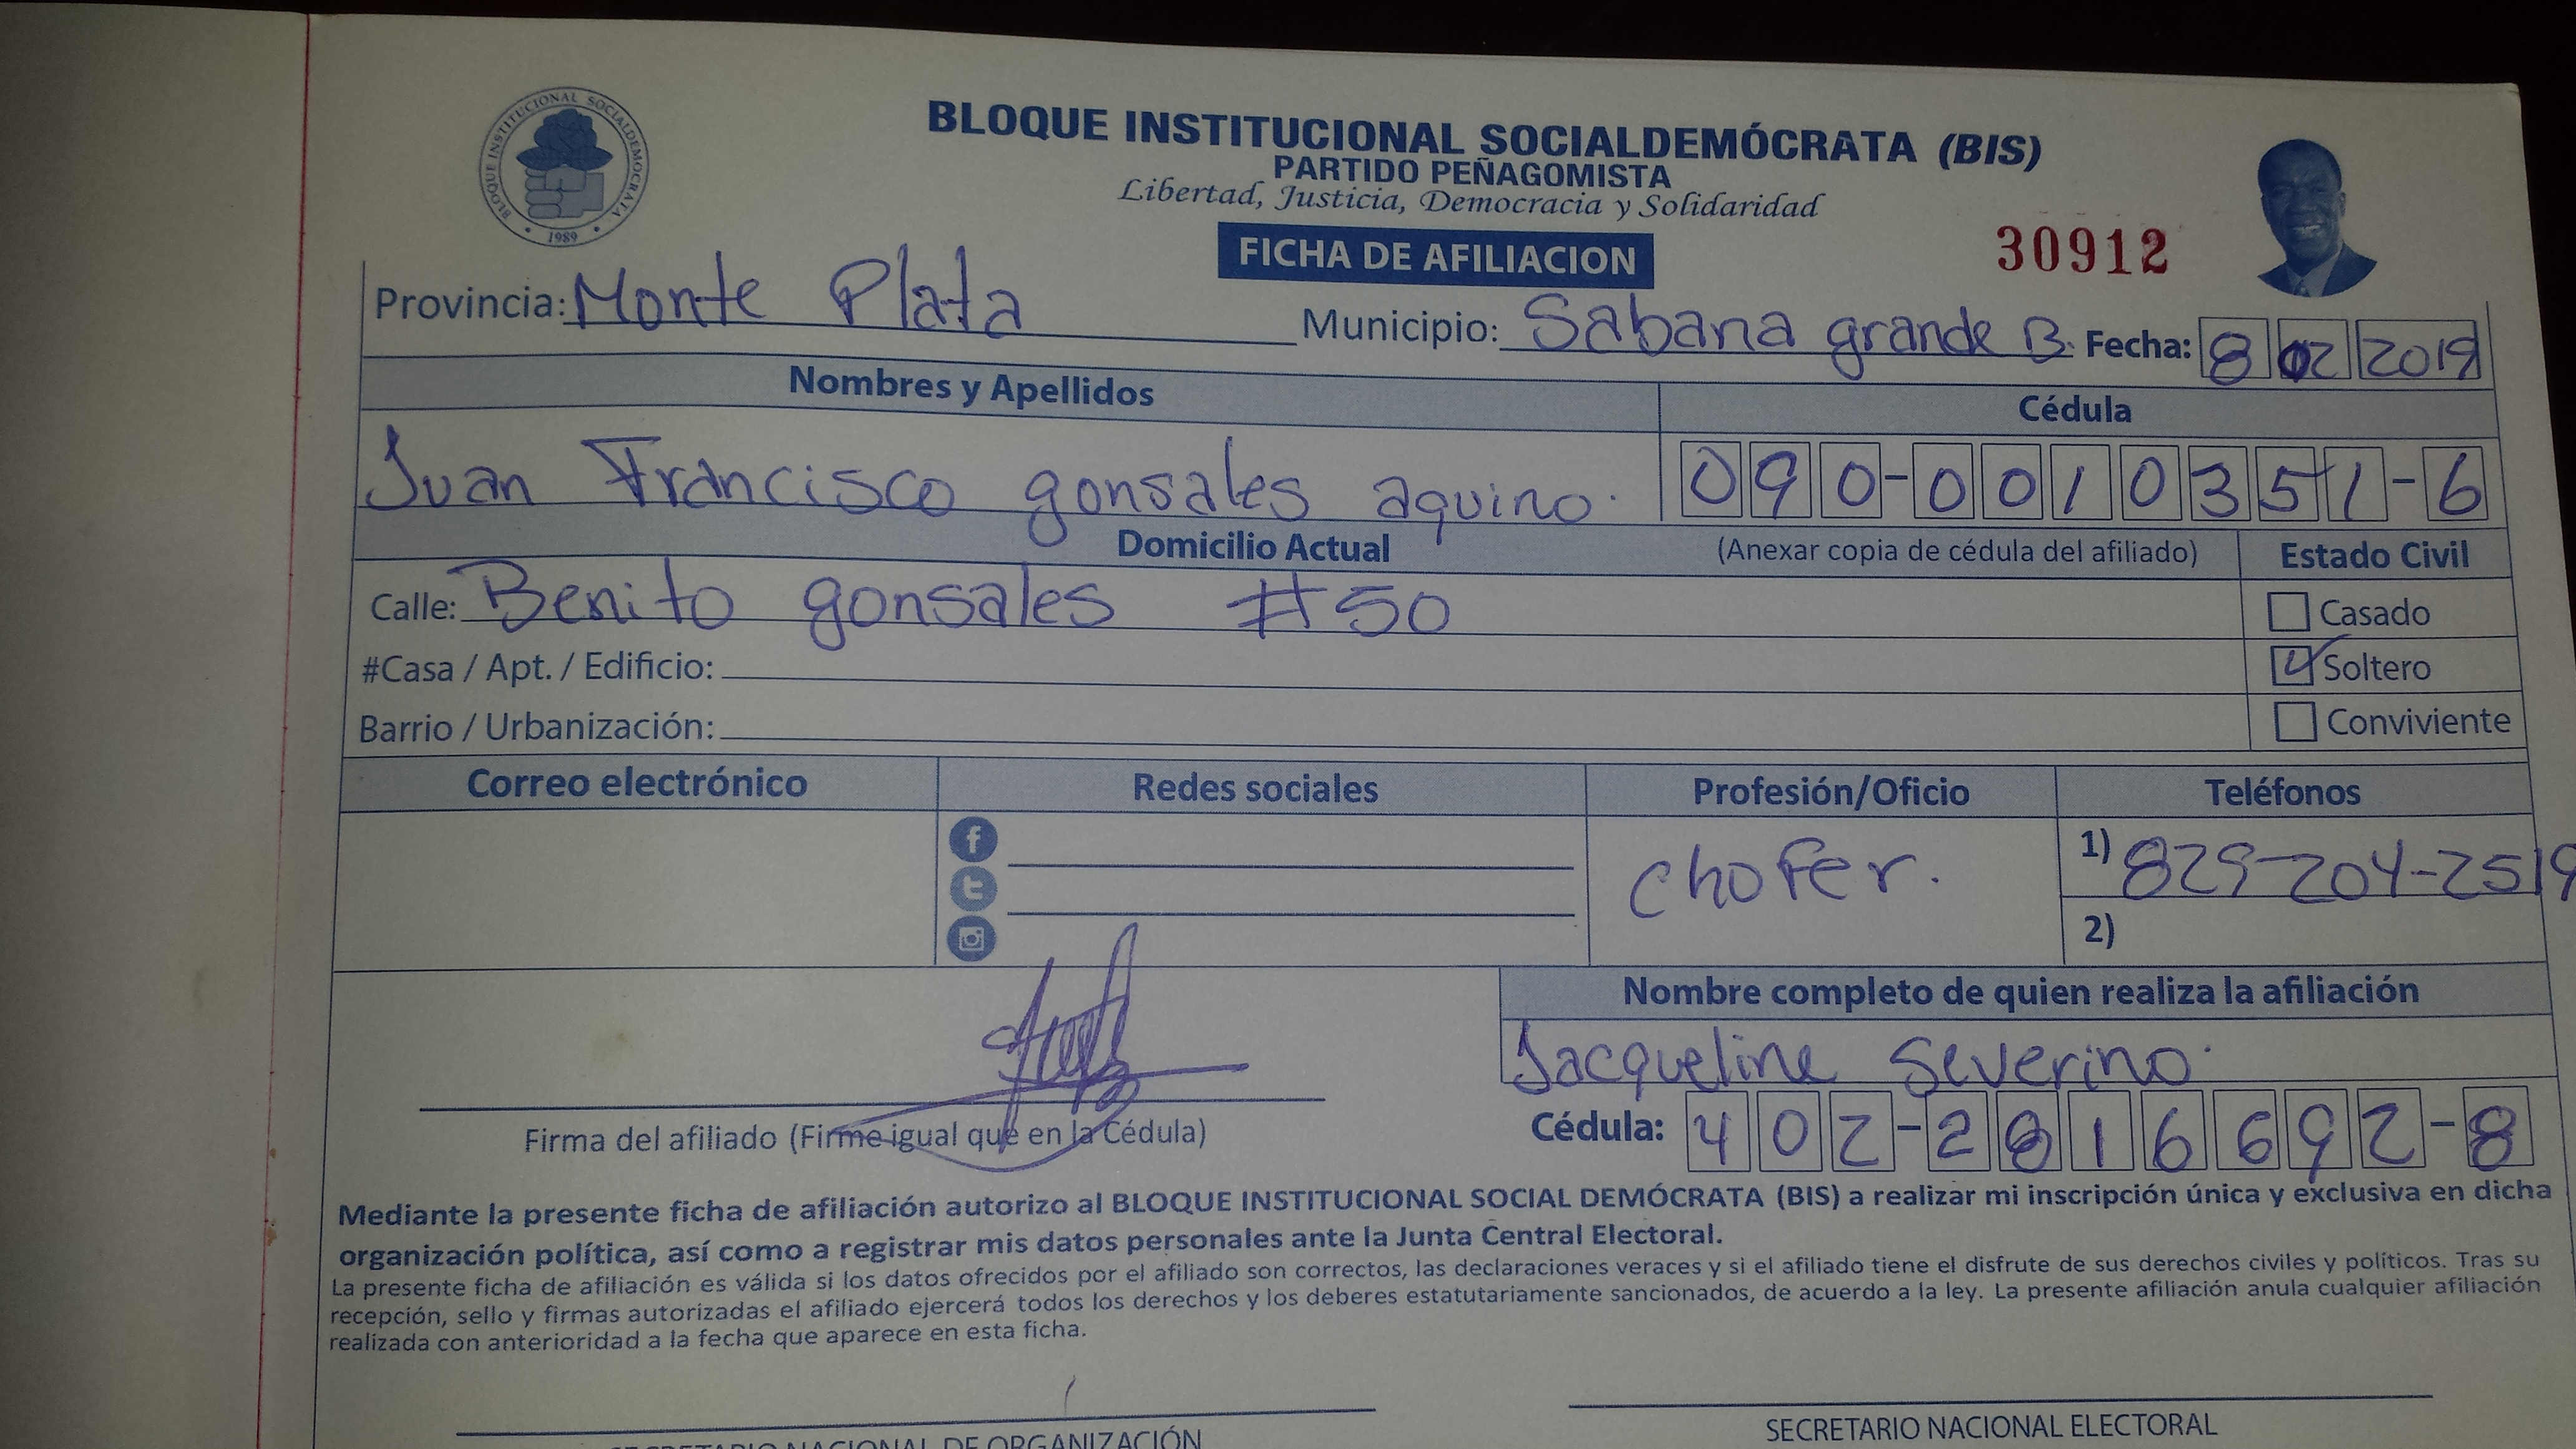 BLOQUE INSTITUCIONAL SOCIALDEMOCRATA
1989
BLOQUE INSTITUCIONAL SOCIALDEMÓCRATA (BIS)
PARTIDO PEÑAGOMISTA
Libertad, Justicia, Democracia y Solidaridad
FICHA DE AFILIACION
30912
Provincia: Monte Plata Municipio: Sabana grande B. Fecha: 8 02 2019
Nombres y Apellidos Cédula
Juan Francisco gonsales aquino. 090-0010351-6
Domicilio Actual (Anexar copia de cédula del afiliado) Estado Civil
Calle: Benito gonsales #50 Casado
#Casa / Apt. / Edificio: Soltero
Barrio / Urbanización: Conviviente
Correo electrónico Redes sociales Profesión/Oficio Teléfonos
chofer. 1) 829-204-2519
2)
Nombre completo de quien realiza la afiliación
Jacqueline Severino.
Firma del afiliado (Firme igual que en la Cédula) Cédula: 402-2816692-8
Mediante la presente ficha de afiliación autorizo al BLOQUE INSTITUCIONAL SOCIAL DEMÓCRATA (BIS) a realizar mi inscripción única y exclusiva en dicha
organización política, así como a registrar mis datos personales ante la Junta Central Electoral.
La presente ficha de afiliación es válida si los datos ofrecidos por el afiliado son correctos, las declaraciones veraces y si el afiliado tiene el disfrute de sus derechos civiles y políticos. Tras su
recepción, sello y firmas autorizadas el afiliado ejercerá todos los derechos y los deberes estatutariamente sancionados, de acuerdo a la ley. La presente afiliación anula cualquier afiliación
realizada con anterioridad a la fecha que aparece en esta ficha.
SECRETARIO NACIONAL DE ORGANIZACIÓN SECRETARIO NACIONAL ELECTORAL